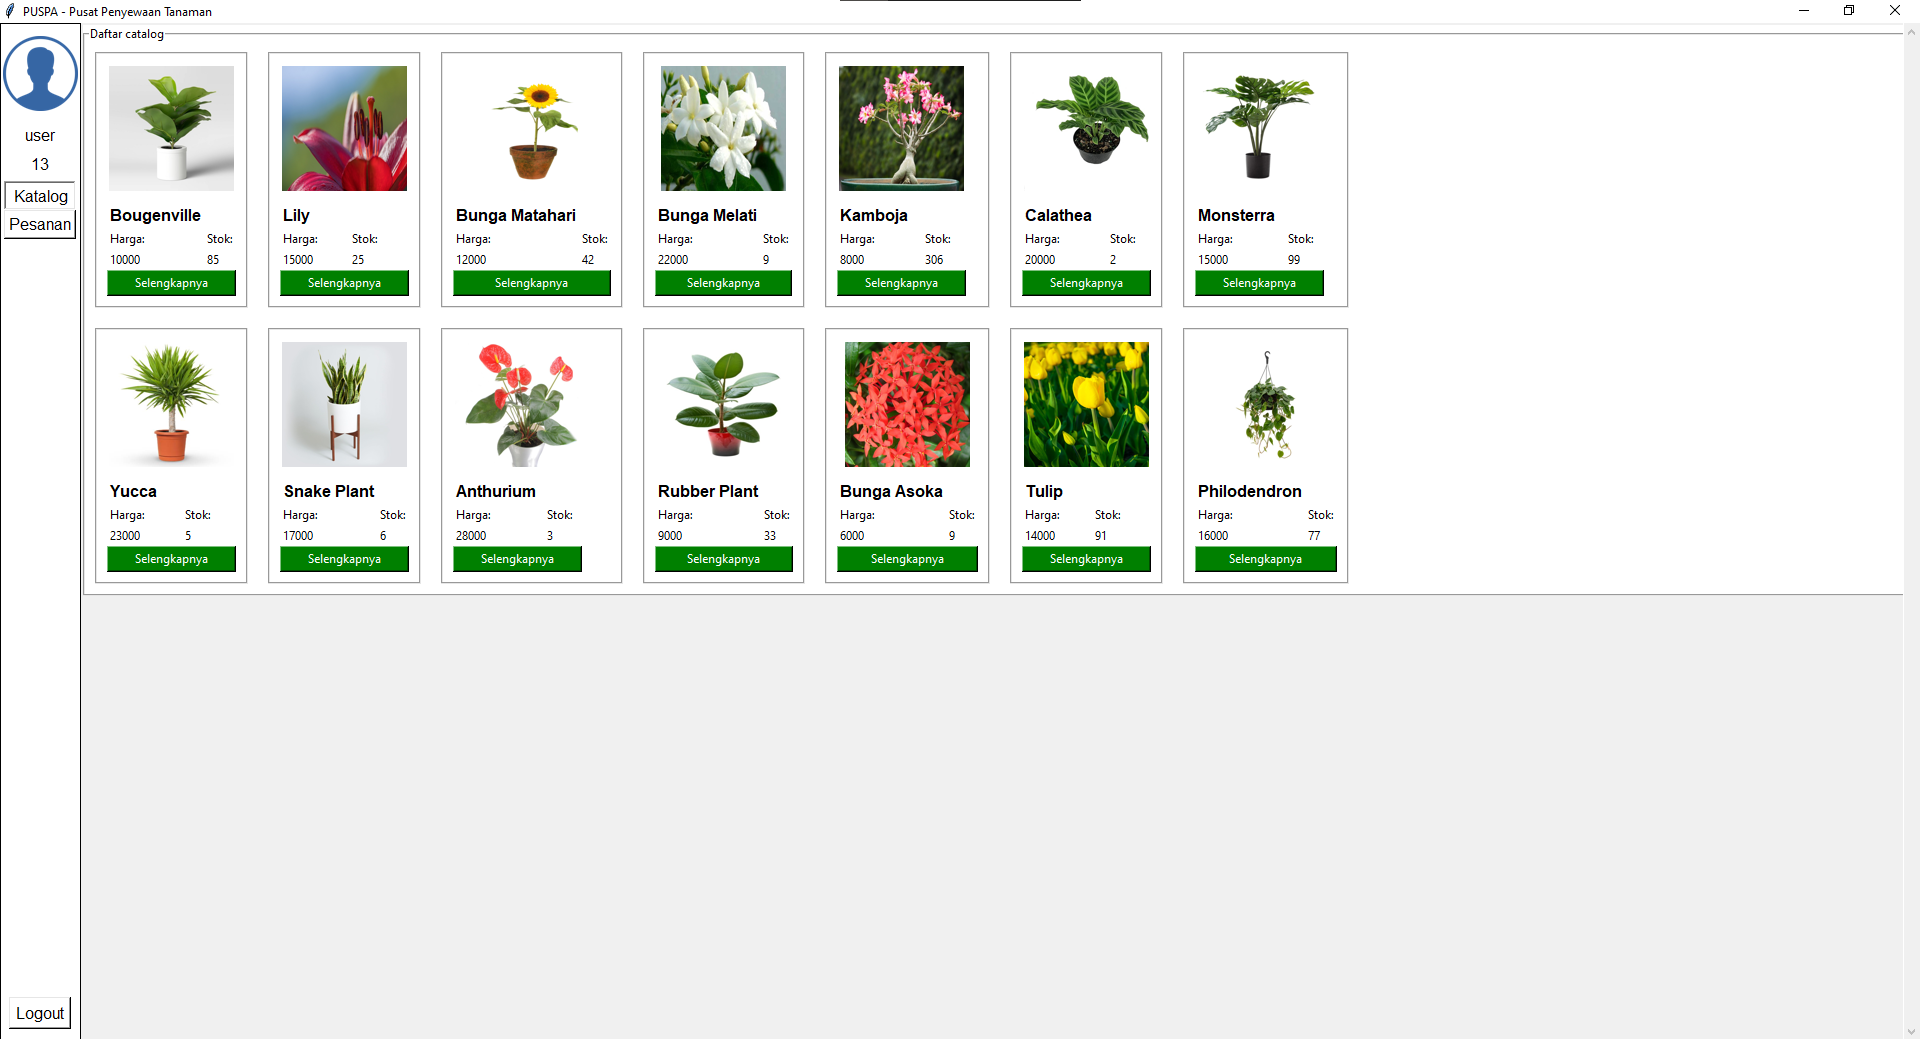 PUSPA - Pusat Penyewaan Tanaman
user
13
Katalog
Pesanan
Logout
Daftar catalog
Bougenville
Harga: Stok:
10000 85
Selengkapnya
Lily
Harga: Stok:
15000 25
Selengkapnya
Bunga Matahari
Harga: Stok:
12000 42
Selengkapnya
Bunga Melati
Harga: Stok:
22000 9
Selengkapnya
Kamboja
Harga: Stok:
8000 306
Selengkapnya
Calathea
Harga: Stok:
20000 2
Selengkapnya
Monsterra
Harga: Stok:
15000 99
Selengkapnya
Yucca
Harga: Stok:
23000 5
Selengkapnya
Snake Plant
Harga: Stok:
17000 6
Selengkapnya
Anthurium
Harga: Stok:
28000 3
Selengkapnya
Rubber Plant
Harga: Stok:
9000 33
Selengkapnya
Bunga Asoka
Harga: Stok:
6000 9
Selengkapnya
Tulip
Harga: Stok:
14000 91
Selengkapnya
Philodendron
Harga: Stok:
16000 77
Selengkapnya